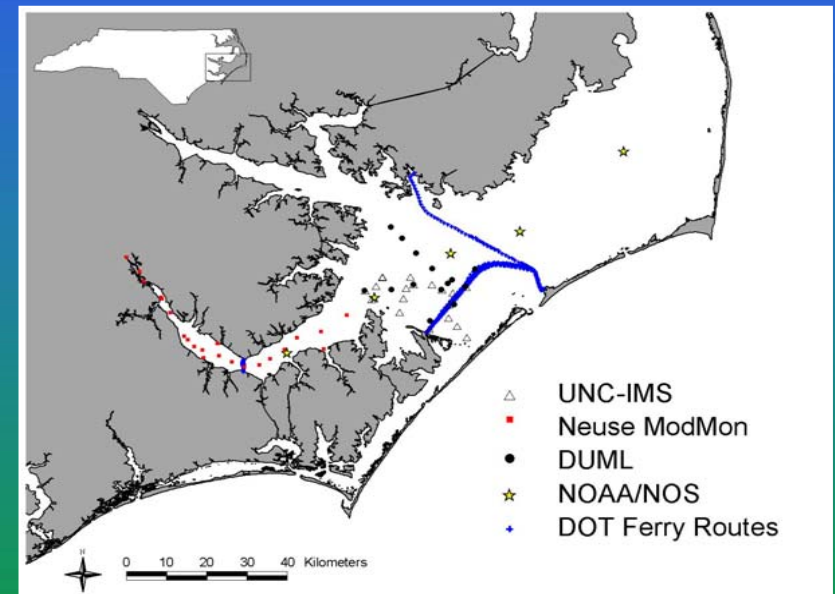 UNC-IMS
Neuse ModMon
DUML
NOAA/NOS
DOT Ferry Routes
N
0 10 20 30 40 Kilometers